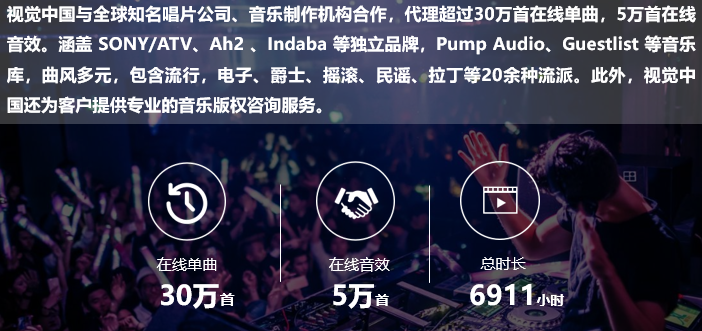 视觉中国与全球知名唱片公司、音乐制作机构合作，代理超过30万首在线单曲，5万首在线
音效。涵盖 SONY/ATV、Ah2 、Indaba 等独立品牌，Pump Audio、Guestlist 等音乐
库，曲风多元，包含流行，电子、爵士、摇滚、民谣、拉丁等20余种流派。此外，视觉中
国还为客户提供专业的音乐版权咨询服务。
在线单曲
30万首
在线音效
5万首
总时长
6911小时